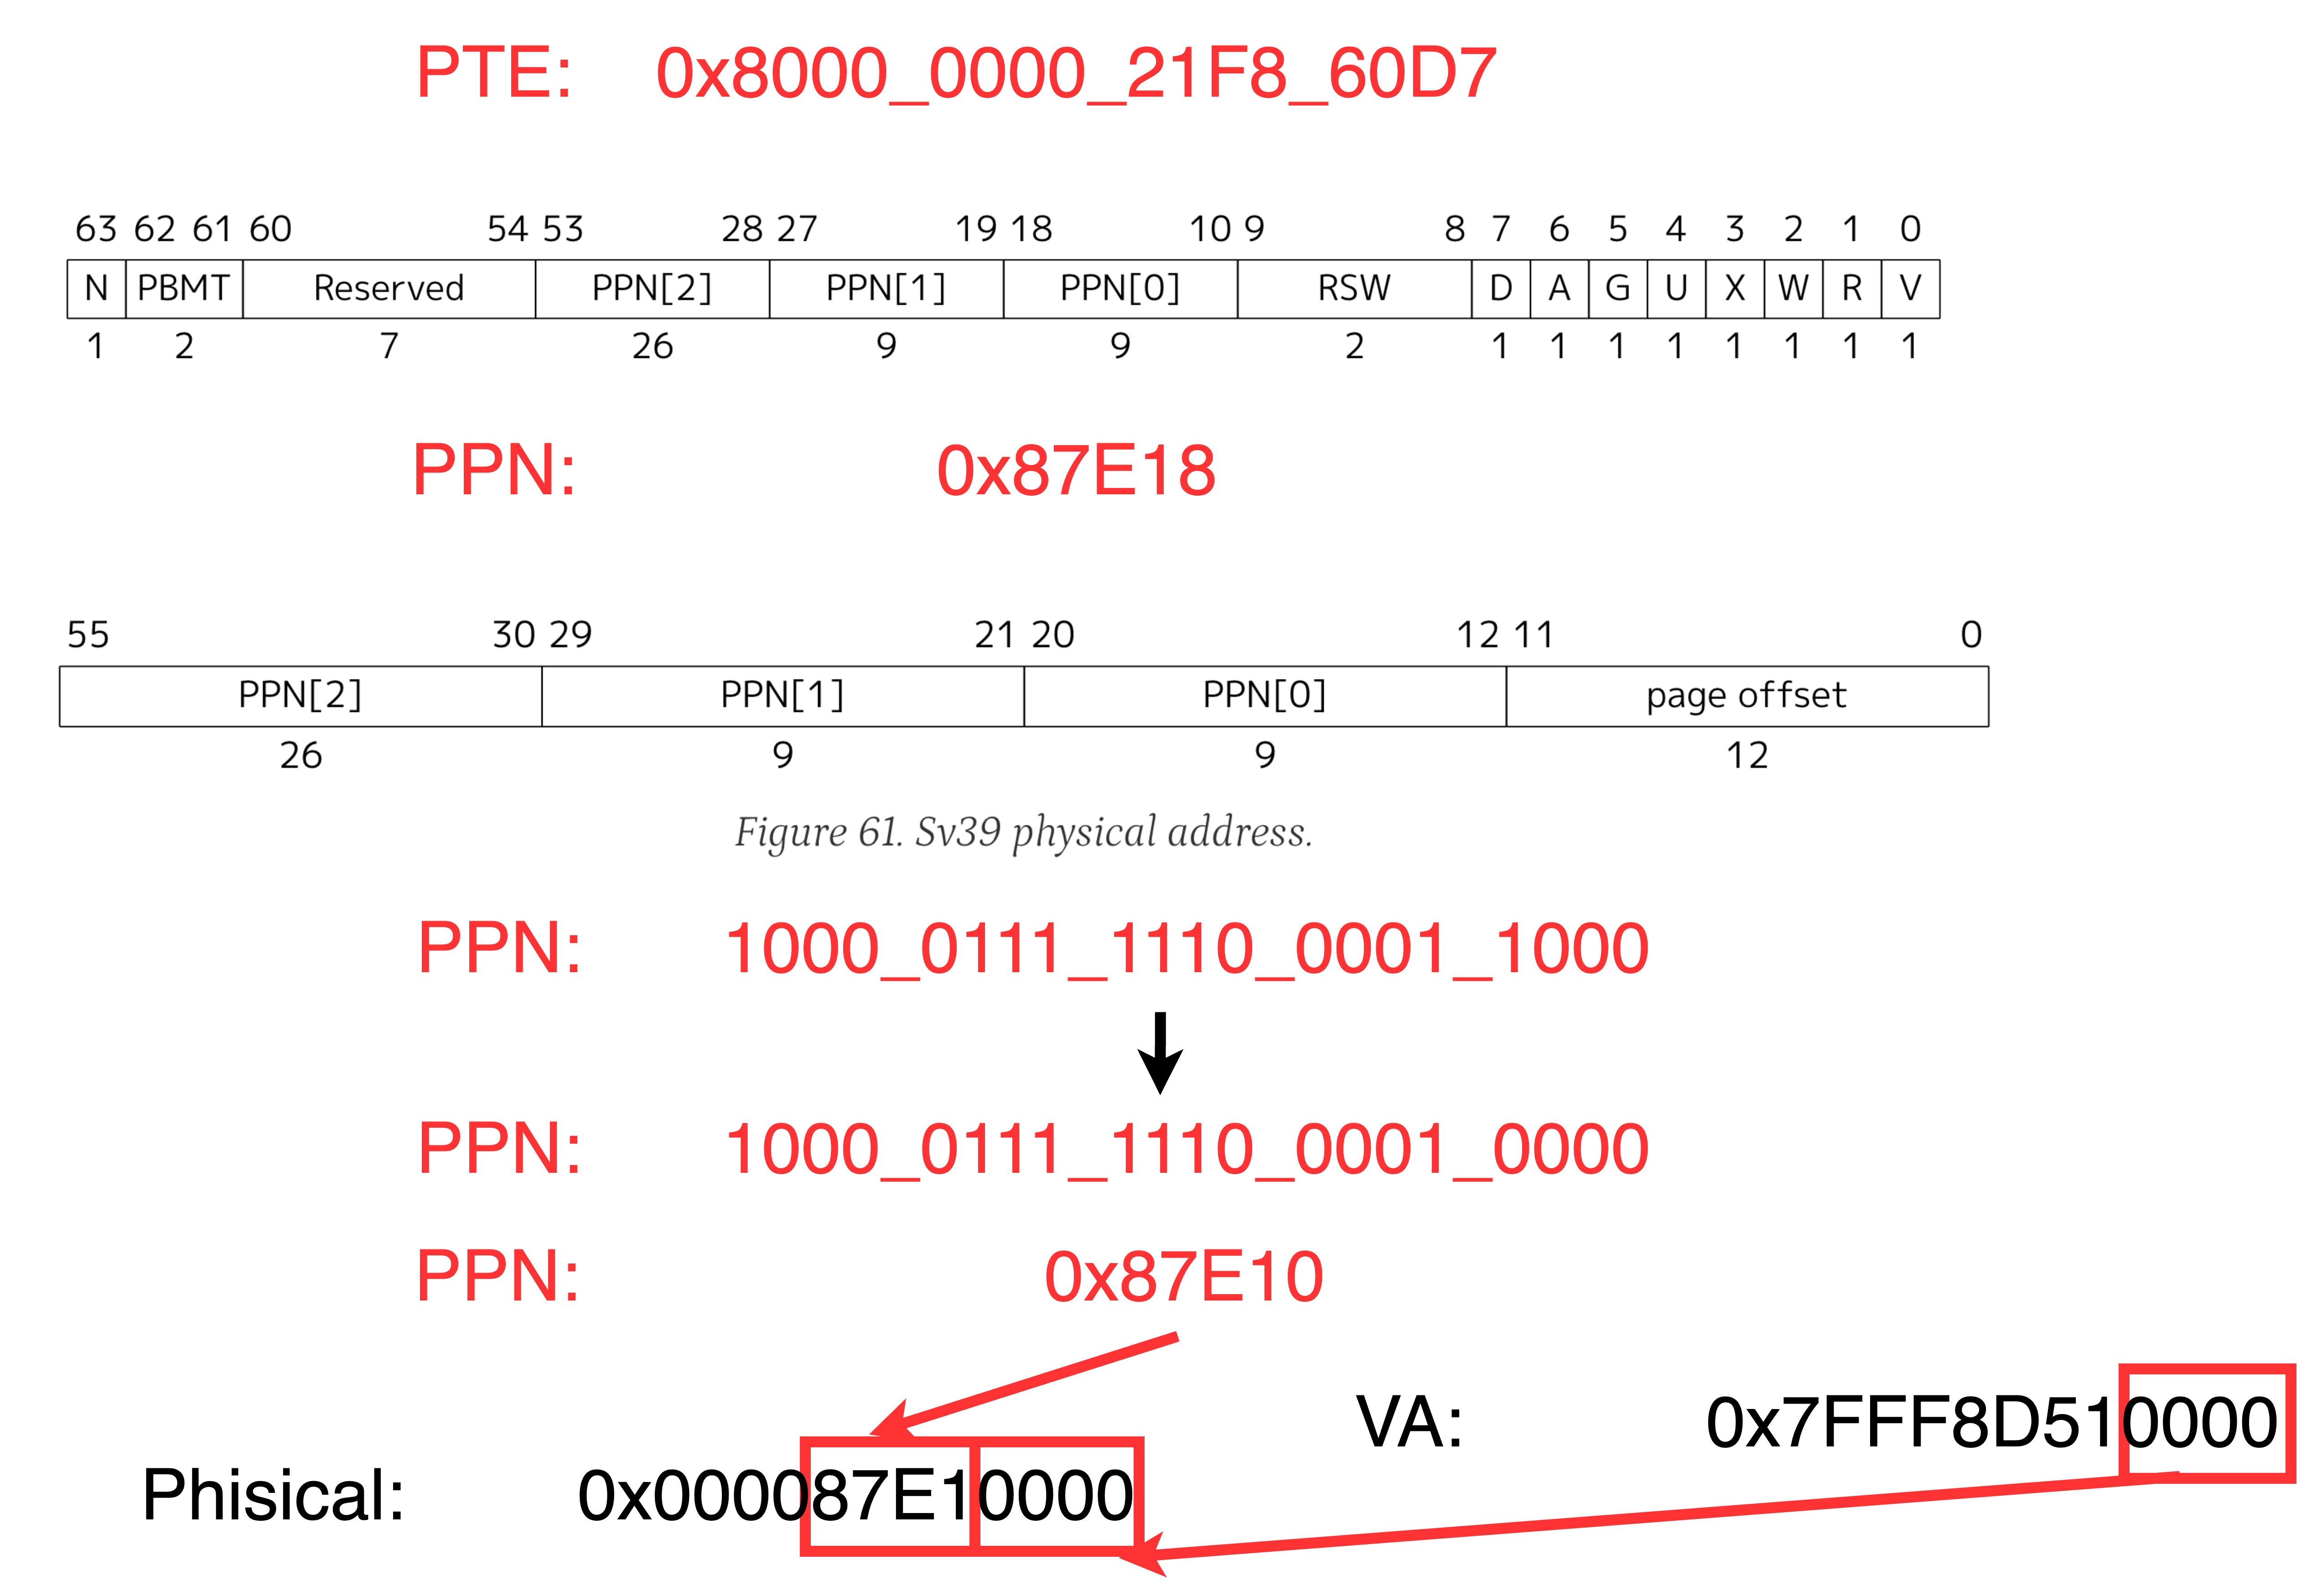 PTE: 0x8000_0000_21F8_60D7
63 62 61 60 54 53 28 27 19 18 10 9 8 7 6 5 4 3 2 1 0
N PBMT Reserved PPN[2] PPN[1] PPN[0] RSW D A G U X W R V
1 2 7 26 9 9 2 1 1 1 1 1 1 1 1
PPN: 0x87E18
55 30 29 21 20 12 11 0
PPN[2] PPN[1] PPN[0] page offset
26 9 9 12
Figure 61. Sv39 physical address.
PPN: 1000_0111_1110_0001_1000
PPN: 1000_0111_1110_0001_0000
PPN: 0x87E10
VA: 0x7FFF8D510000
Phisical: 0x000087E10000